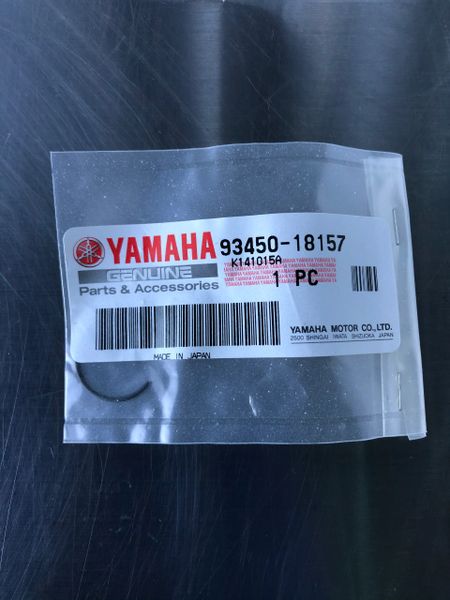 YAMAHA 93450-18157
GENUINE K141015A
Parts & Accessories 1 PC
YAMAHA MOTOR CO.,LTD.
2500 SHINGAI IWATA SHIZUOKA JAPAN
MADE IN JAPAN